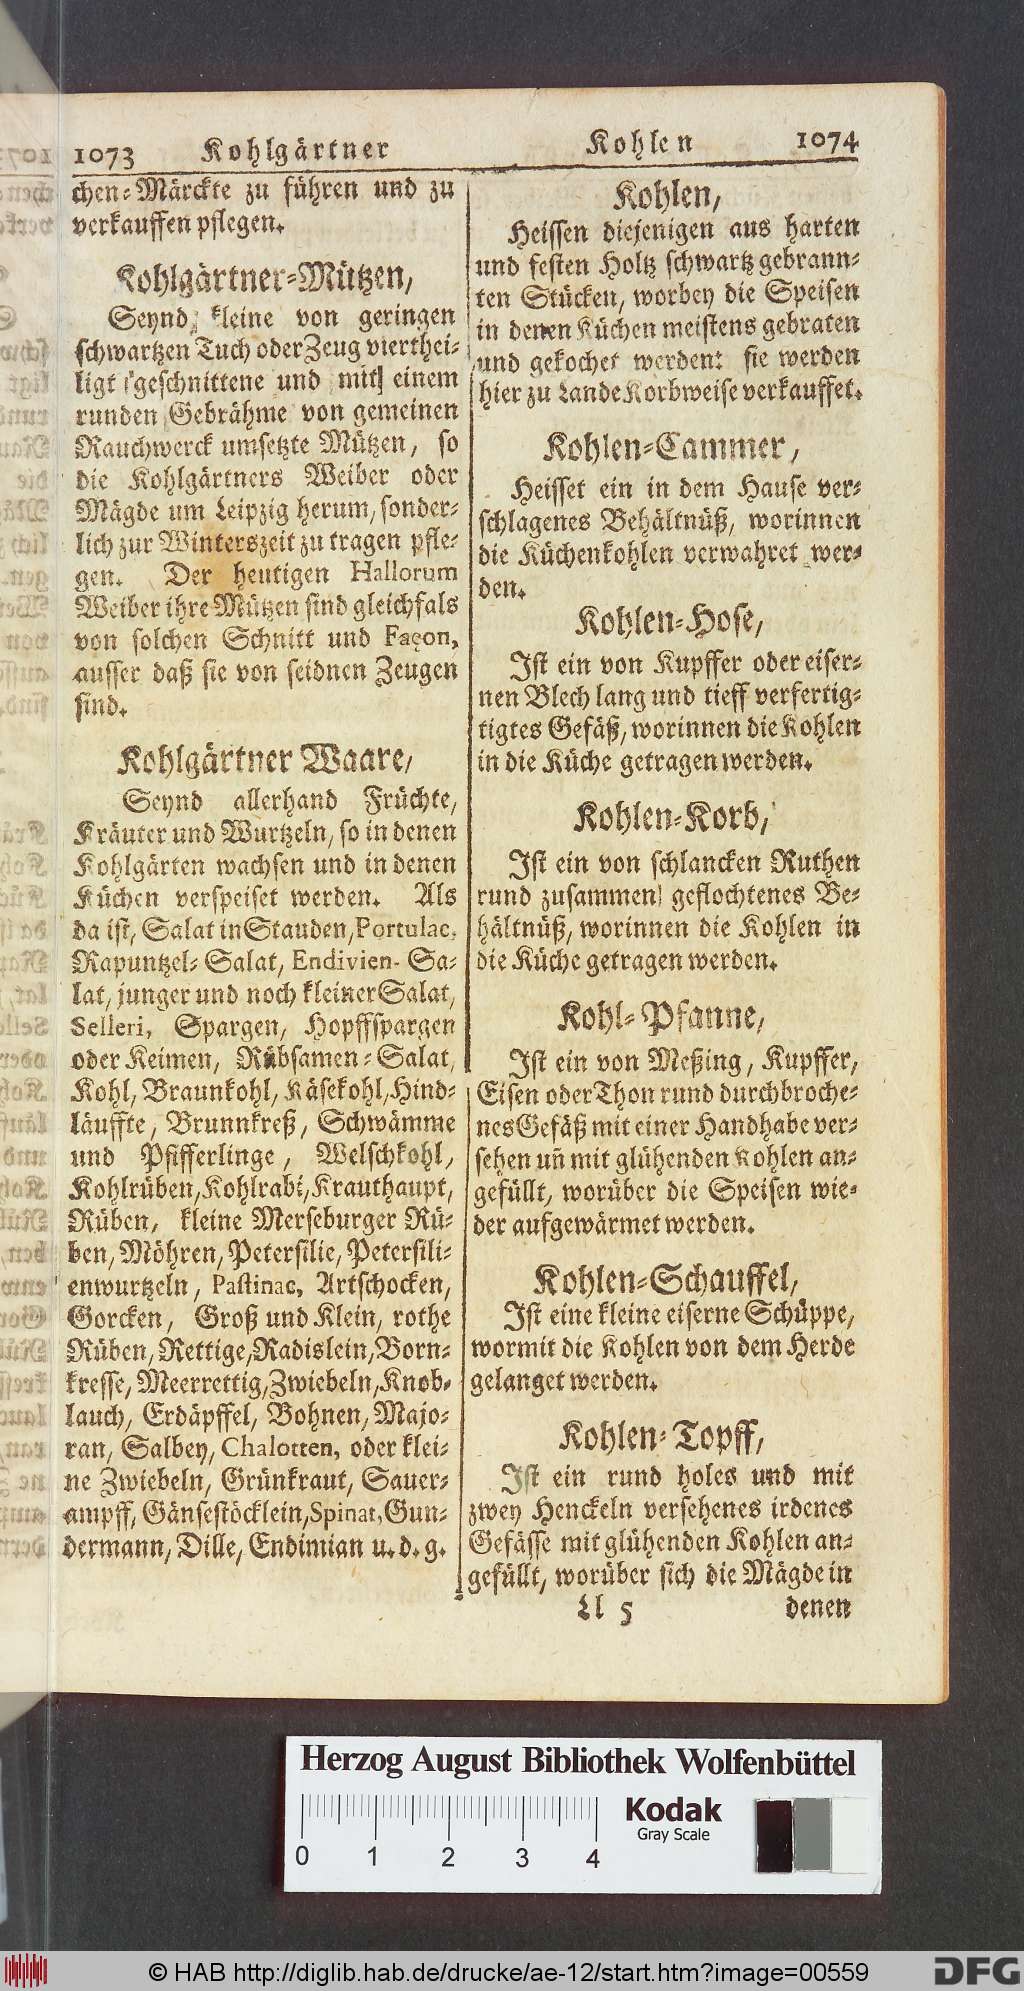 1073 Kohlgärtner
chen-Märckte zu führen und zu
verkauffen pflegen.
Kohlgärtner-Mützen,
Seynd kleine von geringen
schwartzen Tuch oder Zeug vierthei-
ligt geschnittene und mit einem
runden Gebrähme von gemeinen
Rauchwerck umsetzte Mützen, so
die Kohlgärtners Weiber oder
Mägde um Leipzig herum, sonder-
lich zur Winterszeit zu tragen pfle-
gen. Der heutigen Hallorum
Weiber ihre Mützen sind gleichfals
von solchen Schnitt und Façon,
ausser daß sie von seidnen Zeugen
sind.
Kohlgärtner Waare,
Seynd allerhand Früchte,
Kräuter und Wurtzeln, so in denen
Kohlgärten wachsen und in denen
Küchen verspeiset werden. Als
da ist, Salat in Stauden, Portulac,
Rapuntzel-Salat, Endivien-Sa-
lat, junger und noch kleiner Salat,
Selleri, Spargen, Hopffspargen
oder Keimen, Rübsamen-Salat,
Kohl, Braunkohl, Käsekohl, Hind-
läuffte, Brunnkreß, Schwämme
und Pfifferlinge, Welschkohl,
Kohlrüben, Kohlrabi, Krauthaupt,
Rüben, kleine Merseburger Rü-
ben, Möhren, Petersilie, Petersili-
enwurtzeln, Pastinac, Artschocken,
Gorcken, Groß und Klein, rothe
Rüben, Rettige, Radislein, Born-
kresse, Meerrettig, Zwiebeln, Knob-
lauch, Erdäpffel, Bohnen, Majo-
ran, Salbey, Chalotten, oder klei-
ne Zwiebeln, Grünkraut, Sauer-
ampff, Gänsestöcklein, Spinat, Gun-
dermann, Dille, Endimian u. d. g.
Kohlen 1074
Kohlen,
Heissen diejenigen aus harten
und festen Holtz schwartz gebrann-
ten Stücken, worbey die Speisen
in denen Küchen meistens gebraten
und gekochet werden: sie werden
hier zu Lande Korbweise verkauffet.
Kohlen-Cammer,
Heisset ein in dem Hause ver-
schlagenes Behältnüß, worinnen
die Küchenkohlen verwahret wer-
den.
Kohlen-Hose,
Ist ein von Kupffer oder eiser-
nen Blech lang und tieff verfertig-
tigtes Gefäß, worinnen die Kohlen
in die Küche getragen werden.
Kohlen-Korb,
Ist ein von schlancken Ruthen
rund zusammen geflochtenes Be-
hältnüß, worinnen die Kohlen in
die Küche getragen werden.
Kohl-Pfanne,
Ist ein von Meßing, Kupffer,
Eisen oder Thon rund durchbroche-
nes Gefäß mit einer Handhabe ver-
sehen un̄ mit glühenden Kohlen an-
gefüllt, worüber die Speisen wie-
der aufgewärmet werden.
Kohlen-Schauffel,
Ist eine kleine eiserne Schüppe,
wormit die Kohlen von dem Herde
gelanget werden.
Kohlen-Topff,
Ist ein rund holes und mit
zwey Henckeln versehenes irdenes
Gefässe mit glühenden Kohlen an-
gefüllt, worüber sich die Mägde in
Ll 5 denen
Herzog August Bibliothek Wolfenbüttel
Kodak
Gray Scale
0 1 2 3 4
© HAB http://diglib.hab.de/drucke/ae-12/start.htm?image=00559
DFG